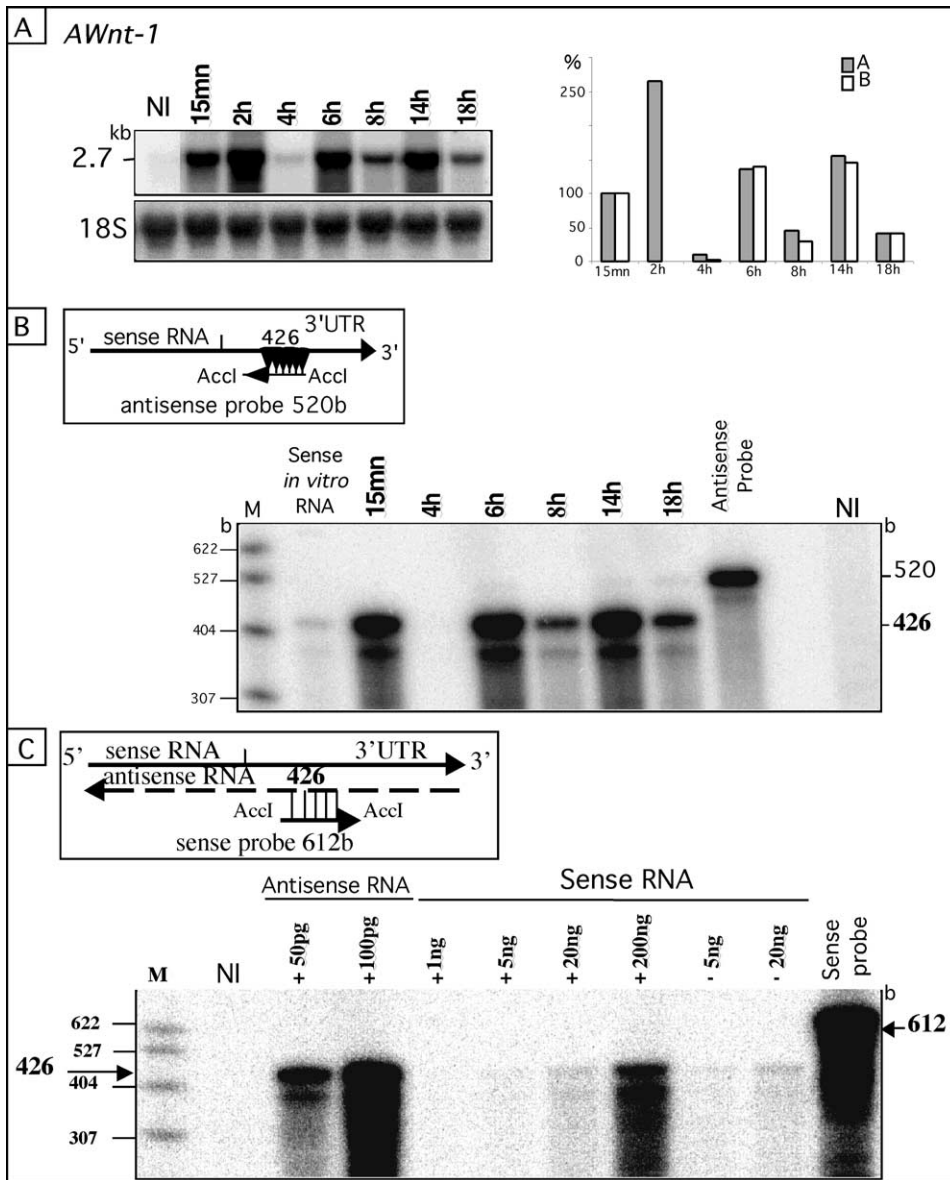 A AWnt-1
NI 15mn 2h 4h 6h 8h 14h 18h
kb
2.7
18S
%
250
100
50
0
A
B
15mn 2h 4h 6h 8h 14h 18h
B
5' sense RNA 426 3'UTR 3'
AccI AccI
antisense probe 520b
Sense in vitro RNA 15mn 4h 6h 8h 14h 18h Antisense Probe NI
M
b b
622
527
404
307
520
426
C
5' sense RNA 3'UTR 3'
antisense RNA 426
AccI AccI
sense probe 612b
Antisense RNA Sense RNA
M NI + 50pg +100pg + 1ng + 5ng + 20ng + 200ng - 5ng - 20ng Sense probe
b
622
527
426
404
307
612